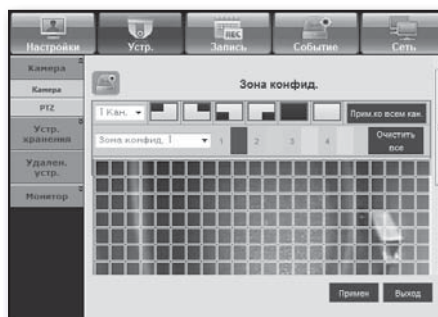 Настройки Устр. Запись Событие Сеть
REC
Камера
Камера
PTZ
Устр.
хранения
Удален.
устр.
Монитор
Зона конфид.
1 Кан. Прим.ко всем кан.
Зона конфид. 1 1 2 3 4 Очистить
все
Примен Выход